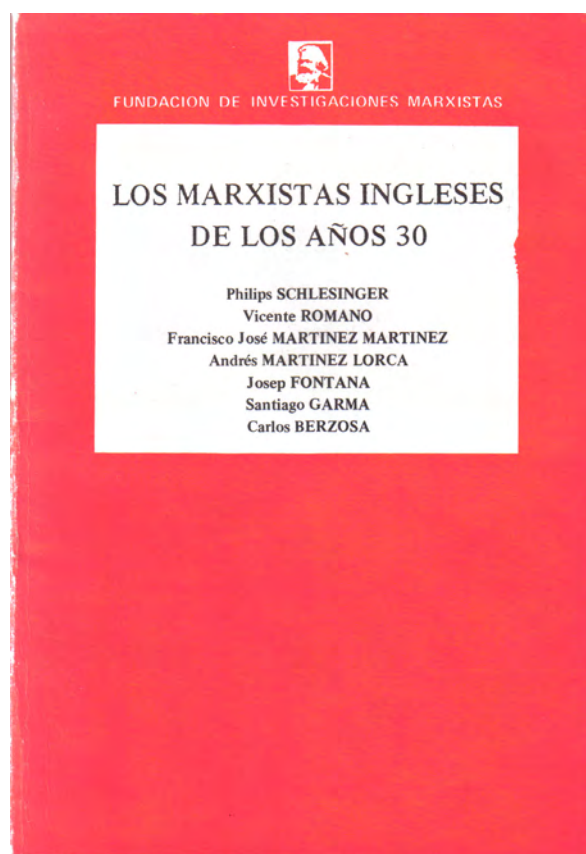 FUNDACION DE INVESTIGACIONES MARXISTAS
LOS MARXISTAS INGLESES
DE LOS AÑOS 30
Philips SCHLESINGER
Vicente ROMANO
Francisco José MARTINEZ MARTINEZ
Andrés MARTINEZ LORCA
Josep FONTANA
Santiago GARMA
Carlos BERZOSA